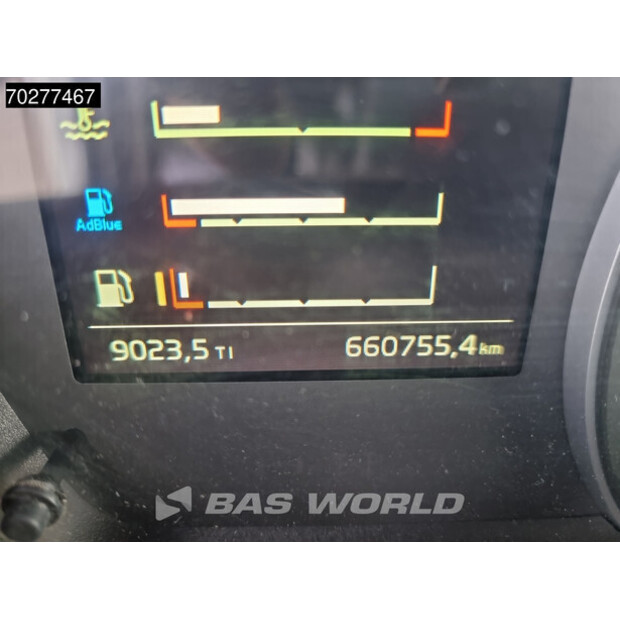 70277467
AdBlue
9023,5 TI 660755,4 km
BAS WORLD